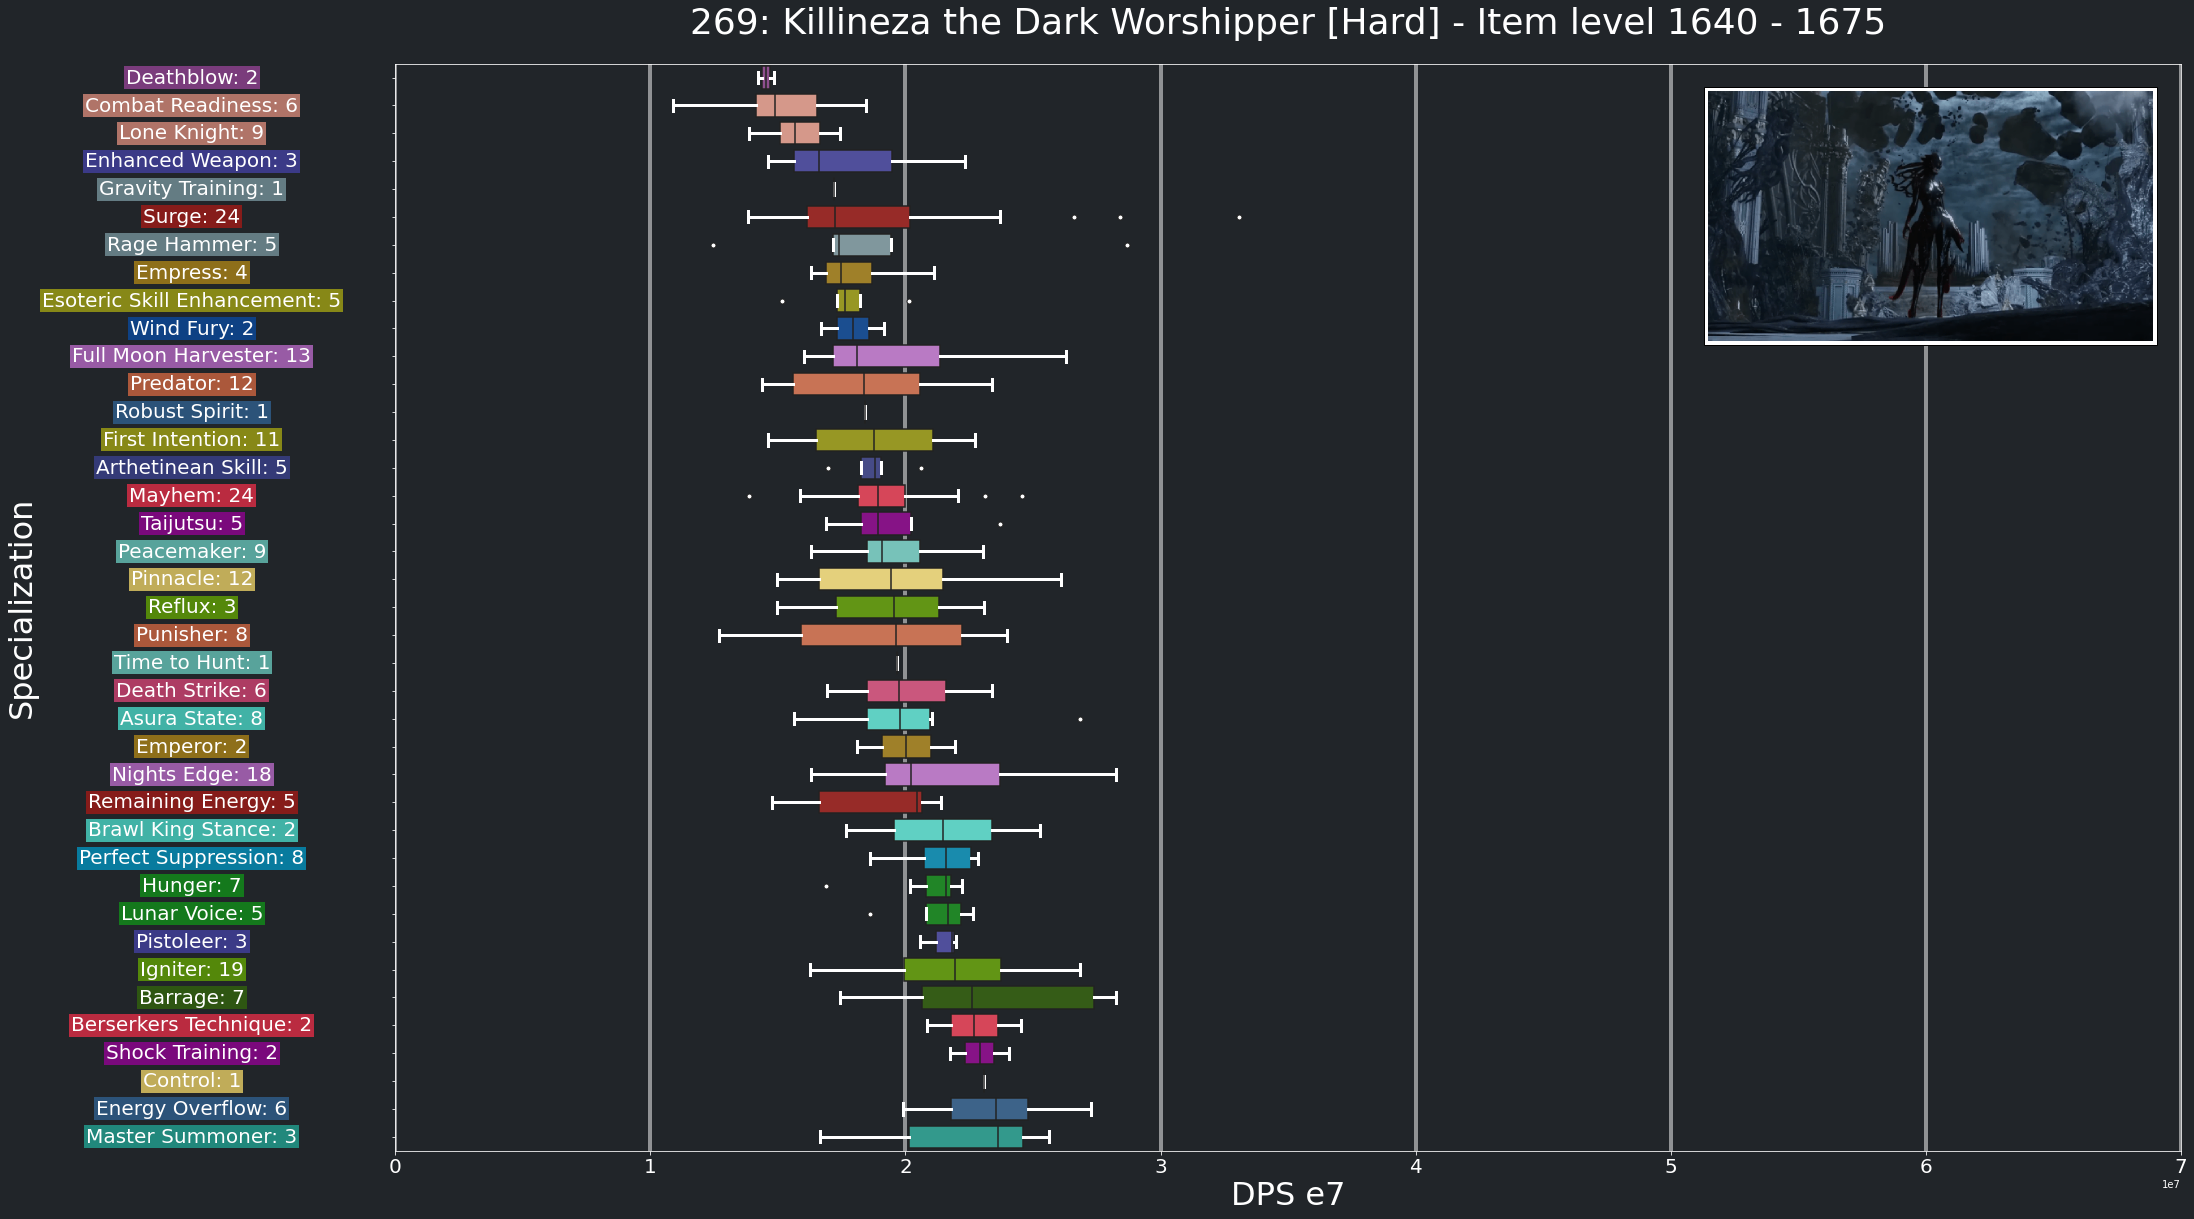 269: Killineza the Dark Worshipper [Hard] - Item level 1640 - 1675
Specialization
Deathblow: 2
Combat Readiness: 6
Lone Knight: 9
Enhanced Weapon: 3
Gravity Training: 1
Surge: 24
Rage Hammer: 5
Empress: 4
Esoteric Skill Enhancement: 5
Wind Fury: 2
Full Moon Harvester: 13
Predator: 12
Robust Spirit: 1
First Intention: 11
Arthetinean Skill: 5
Mayhem: 24
Taijutsu: 5
Peacemaker: 9
Pinnacle: 12
Reflux: 3
Punisher: 8
Time to Hunt: 1
Death Strike: 6
Asura State: 8
Emperor: 2
Nights Edge: 18
Remaining Energy: 5
Brawl King Stance: 2
Perfect Suppression: 8
Hunger: 7
Lunar Voice: 5
Pistoleer: 3
Igniter: 19
Barrage: 7
Berserkers Technique: 2
Shock Training: 2
Control: 1
Energy Overflow: 6
Master Summoner: 3
0 1 2 3 4 5 6 7
1e7
DPS e7